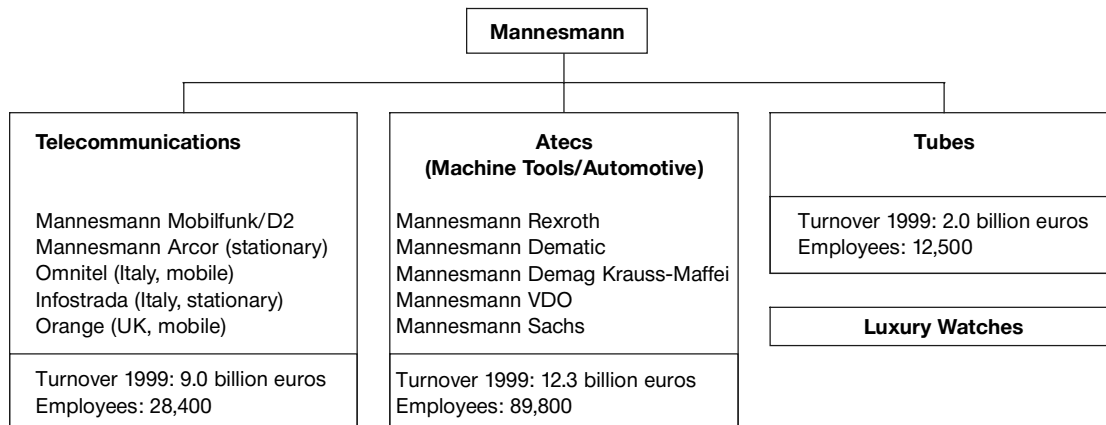 Mannesmann
Telecommunications
Mannesmann Mobilfunk/D2
Mannesmann Arcor (stationary)
Omnitel (Italy, mobile)
Infostrada (Italy, stationary)
Orange (UK, mobile)
Turnover 1999: 9.0 billion euros
Employees: 28,400
Atecs
(Machine Tools/Automotive)
Mannesmann Rexroth
Mannesmann Dematic
Mannesmann Demag Krauss-Maffei
Mannesmann VDO
Mannesmann Sachs
Turnover 1999: 12.3 billion euros
Employees: 89,800
Tubes
Turnover 1999: 2.0 billion euros
Employees: 12,500
Luxury Watches